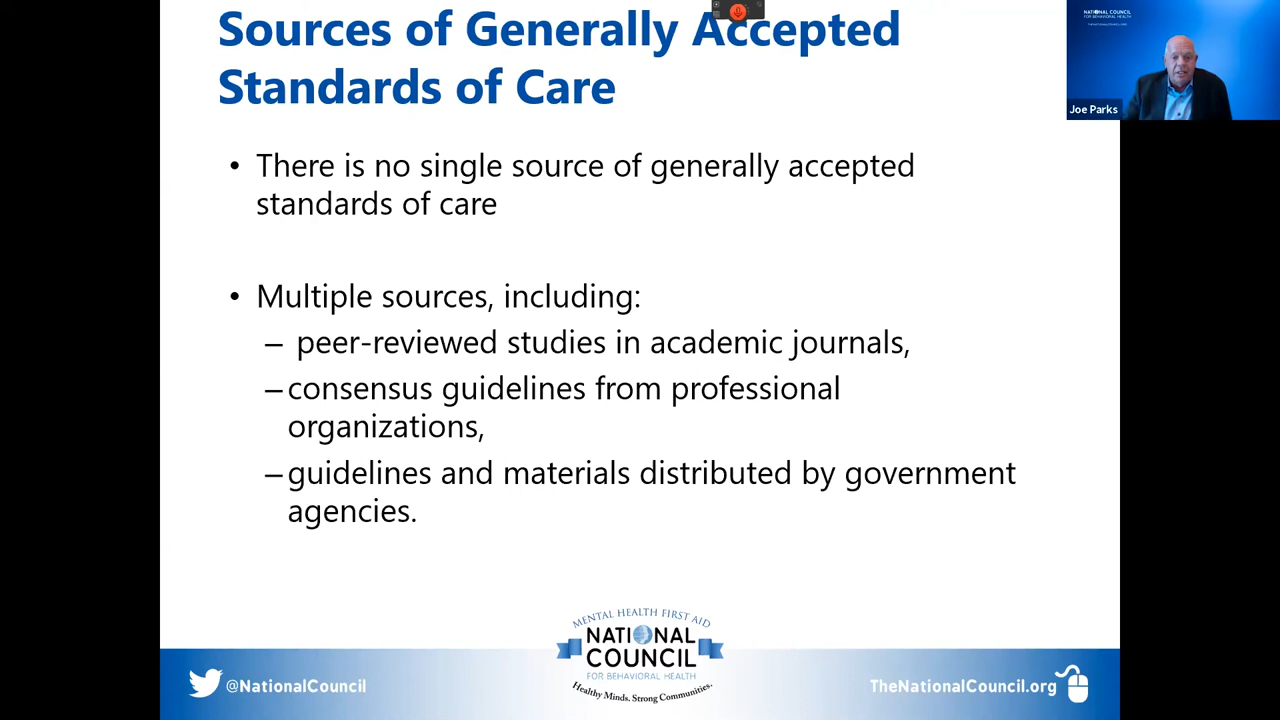 Sources of Generally Accepted
Standards of Care
• There is no single source of generally accepted
standards of care
• Multiple sources, including:
– peer-reviewed studies in academic journals,
– consensus guidelines from professional
organizations,
– guidelines and materials distributed by government
agencies.
NATIONAL COUNCIL
FOR BEHAVIORAL HEALTH
Joe Parks
MENTAL HEALTH FIRST AID
NATIONAL
COUNCIL
FOR BEHAVIORAL HEALTH
Healthy Minds. Strong Communities.
@NationalCouncil
TheNationalCouncil.org